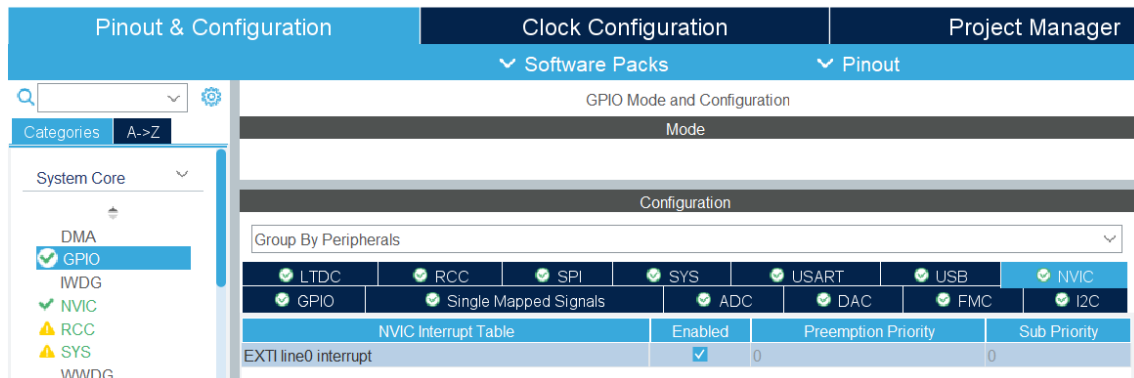 Pinout & Configuration Clock Configuration Project Manager
Software Packs Pinout
GPIO Mode and Configuration
Mode
Categories A->Z
System Core
Configuration
DMA
Group By Peripherals
GPIO
IWDG
LTDC RCC SPI SYS USART USB NVIC
NVIC
GPIO Single Mapped Signals ADC DAC FMC I2C
RCC
NVIC Interrupt Table Enabled Preemption Priority Sub Priority
SYS
EXTI line0 interrupt 0 0
WWDG